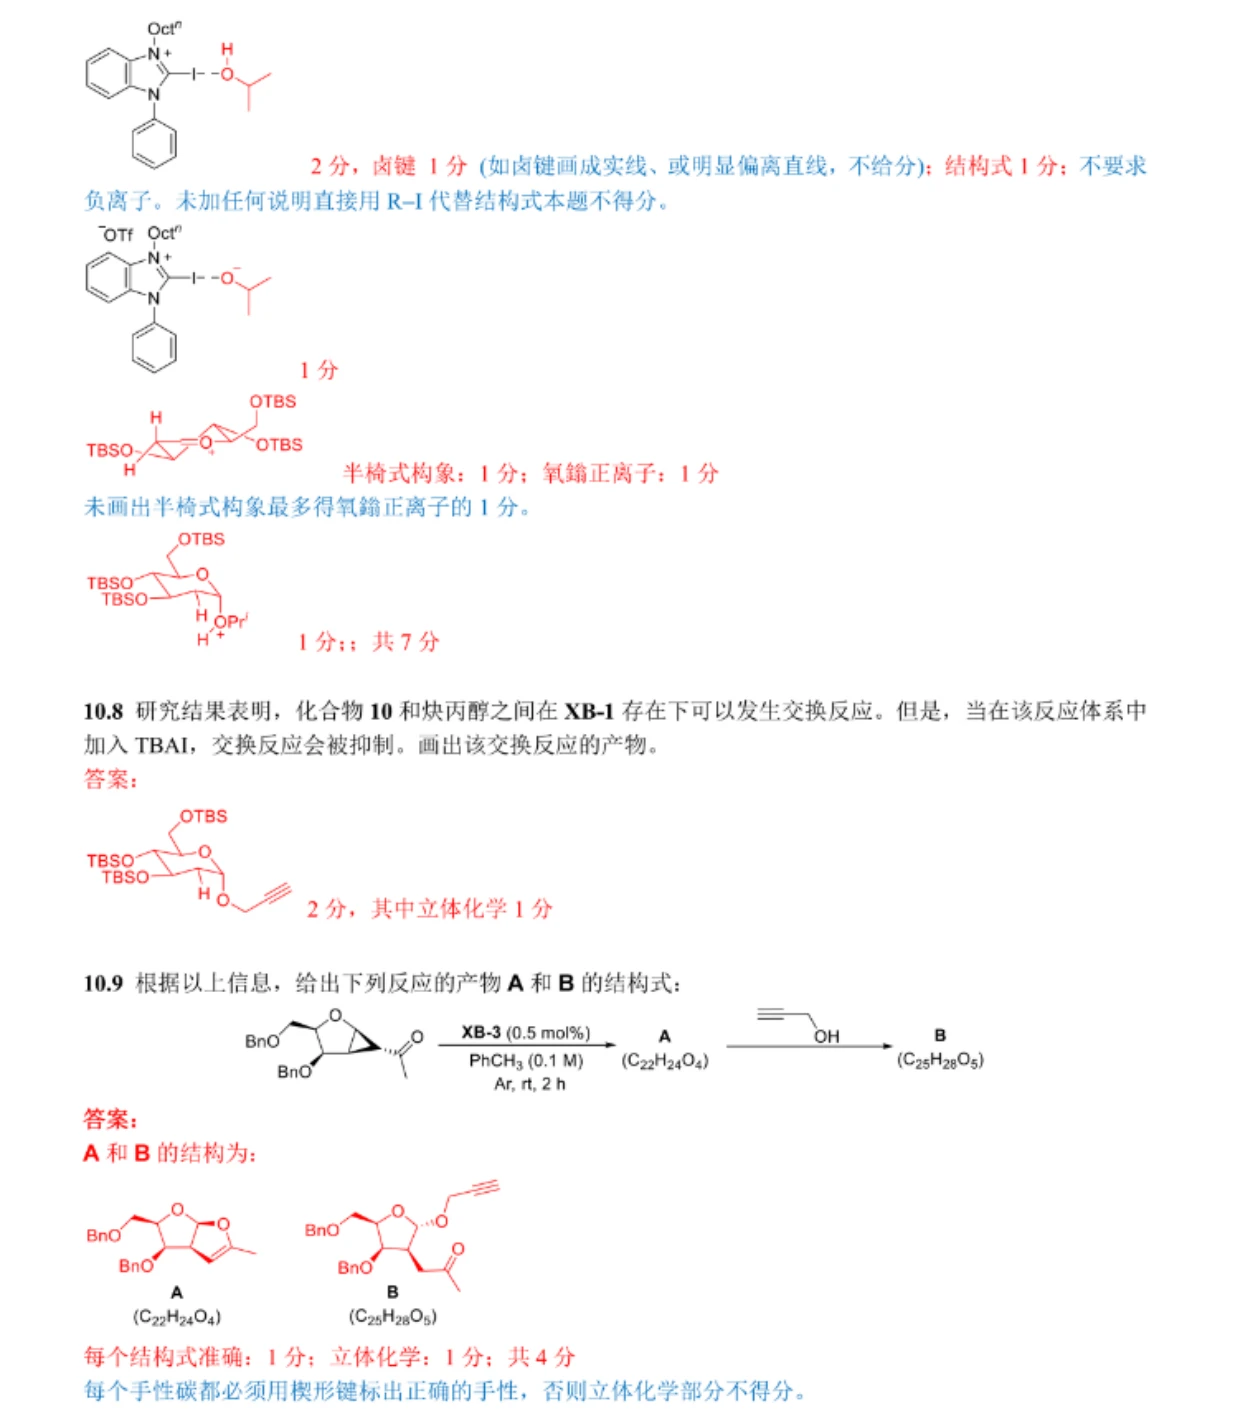 Octⁿ
N+
I--O
H
N
2 分，卤键 1 分 (如卤键画成实线、或明显偏离直线，不给分)；结构式 1 分；不要求
负离子。未加任何说明直接用 R–I 代替结构式本题不得分。
⁻OTf Octⁿ
N+
I--O⁻
N
1 分
OTBS
H
TBSO O+ OTBS
H
半椅式构象：1 分；氧鎓正离子：1 分
未画出半椅式构象最多得氧鎓正离子的 1 分。
OTBS
TBSO O
TBSO
H OPrⁱ
H +
1 分；；共 7 分
10.8 研究结果表明，化合物 10 和炔丙醇之间在 XB-1 存在下可以发生交换反应。但是，当在该反应体系中
加入 TBAI，交换反应会被抑制。画出该交换反应的产物。
答案：
OTBS
TBSO O
TBSO
H O
2 分，其中立体化学 1 分
10.9 根据以上信息，给出下列反应的产物 A 和 B 的结构式：
O
BnO O
BnO
XB-3 (0.5 mol%)
PhCH₃ (0.1 M)
Ar, rt, 2 h
A
(C₂₂H₂₄O₄)
OH
B
(C₂₅H₂₈O₅)
答案：
A 和 B 的结构为：
O O
BnO
BnO
A
(C₂₂H₂₄O₄)
O O
BnO
O
BnO
B
(C₂₅H₂₈O₅)
每个结构式准确：1 分；立体化学：1 分；共 4 分
每个手性碳都必须用楔形键标出正确的手性，否则立体化学部分不得分。